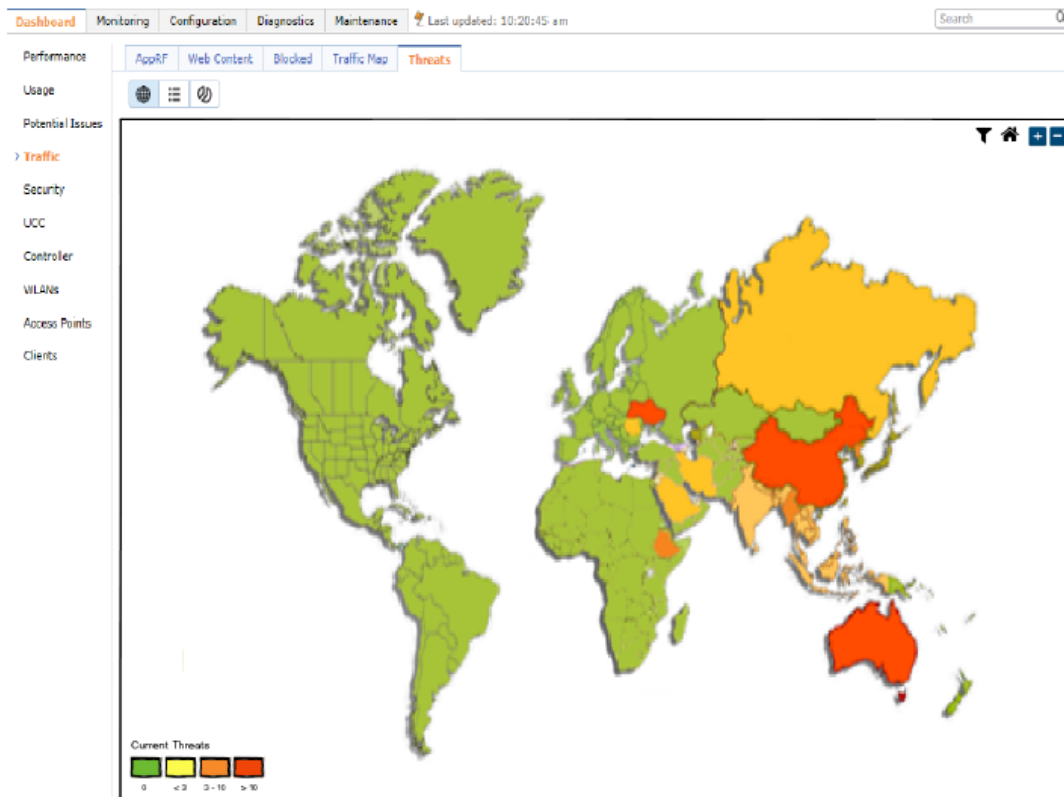 Dashboard Monitoring Configuration Diagnostics Maintenance Last updated: 10:20:45 am Search
Performance
Usage
Potential Issues
Traffic
Security
UCC
Controller
WLANs
Access Points
Clients
AppRF Web Content Blocked Traffic Map Threats
Current Threats
0 < 3 3 - 10 > 10